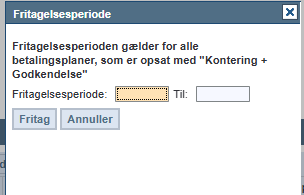 Fritagelsesperiode
Fritagelsesperioden gælder for alle
betalingsplaner, som er opsat med "Kontering +
Godkendelse"
Fritagelsesperiode: Til:
Fritag Annuller